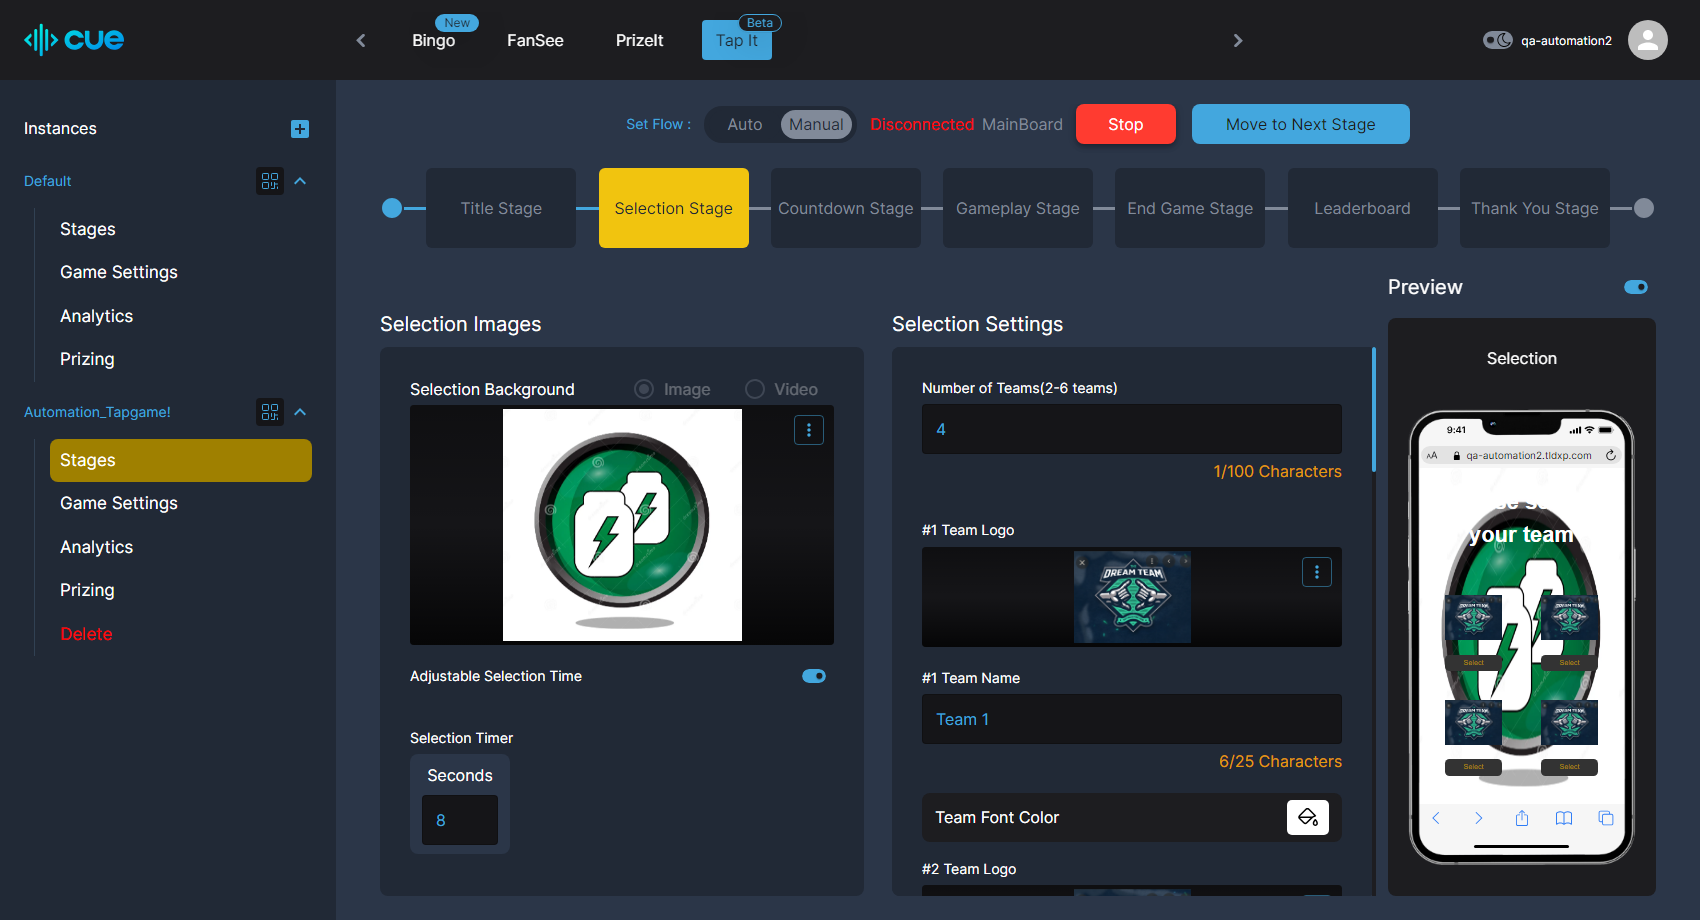 cue
Bingo
New
FanSee
PrizeIt
Tap It
Beta
qa-automation2
Instances
Default
Stages
Game Settings
Analytics
Prizing
Automation_Tapgame!
Stages
Game Settings
Analytics
Prizing
Delete
Set Flow :
Auto
Manual
Disconnected MainBoard
Stop
Move to Next Stage
Title Stage
Selection Stage
Countdown Stage
Gameplay Stage
End Game Stage
Leaderboard
Thank You Stage
Selection Images
Selection Background
Image
Video
Adjustable Selection Time
Selection Timer
Seconds
8
Selection Settings
Number of Teams(2-6 teams)
4
1/100 Characters
#1 Team Logo
DREAM TEAM
#1 Team Name
Team 1
6/25 Characters
Team Font Color
#2 Team Logo
Preview
Selection
9:41
AA
qa-automation2.tldxp.com
your team
DREAM TEAM
DREAM TEAM
Select
Select
DREAM TEAM
DREAM TEAM
Select
Select